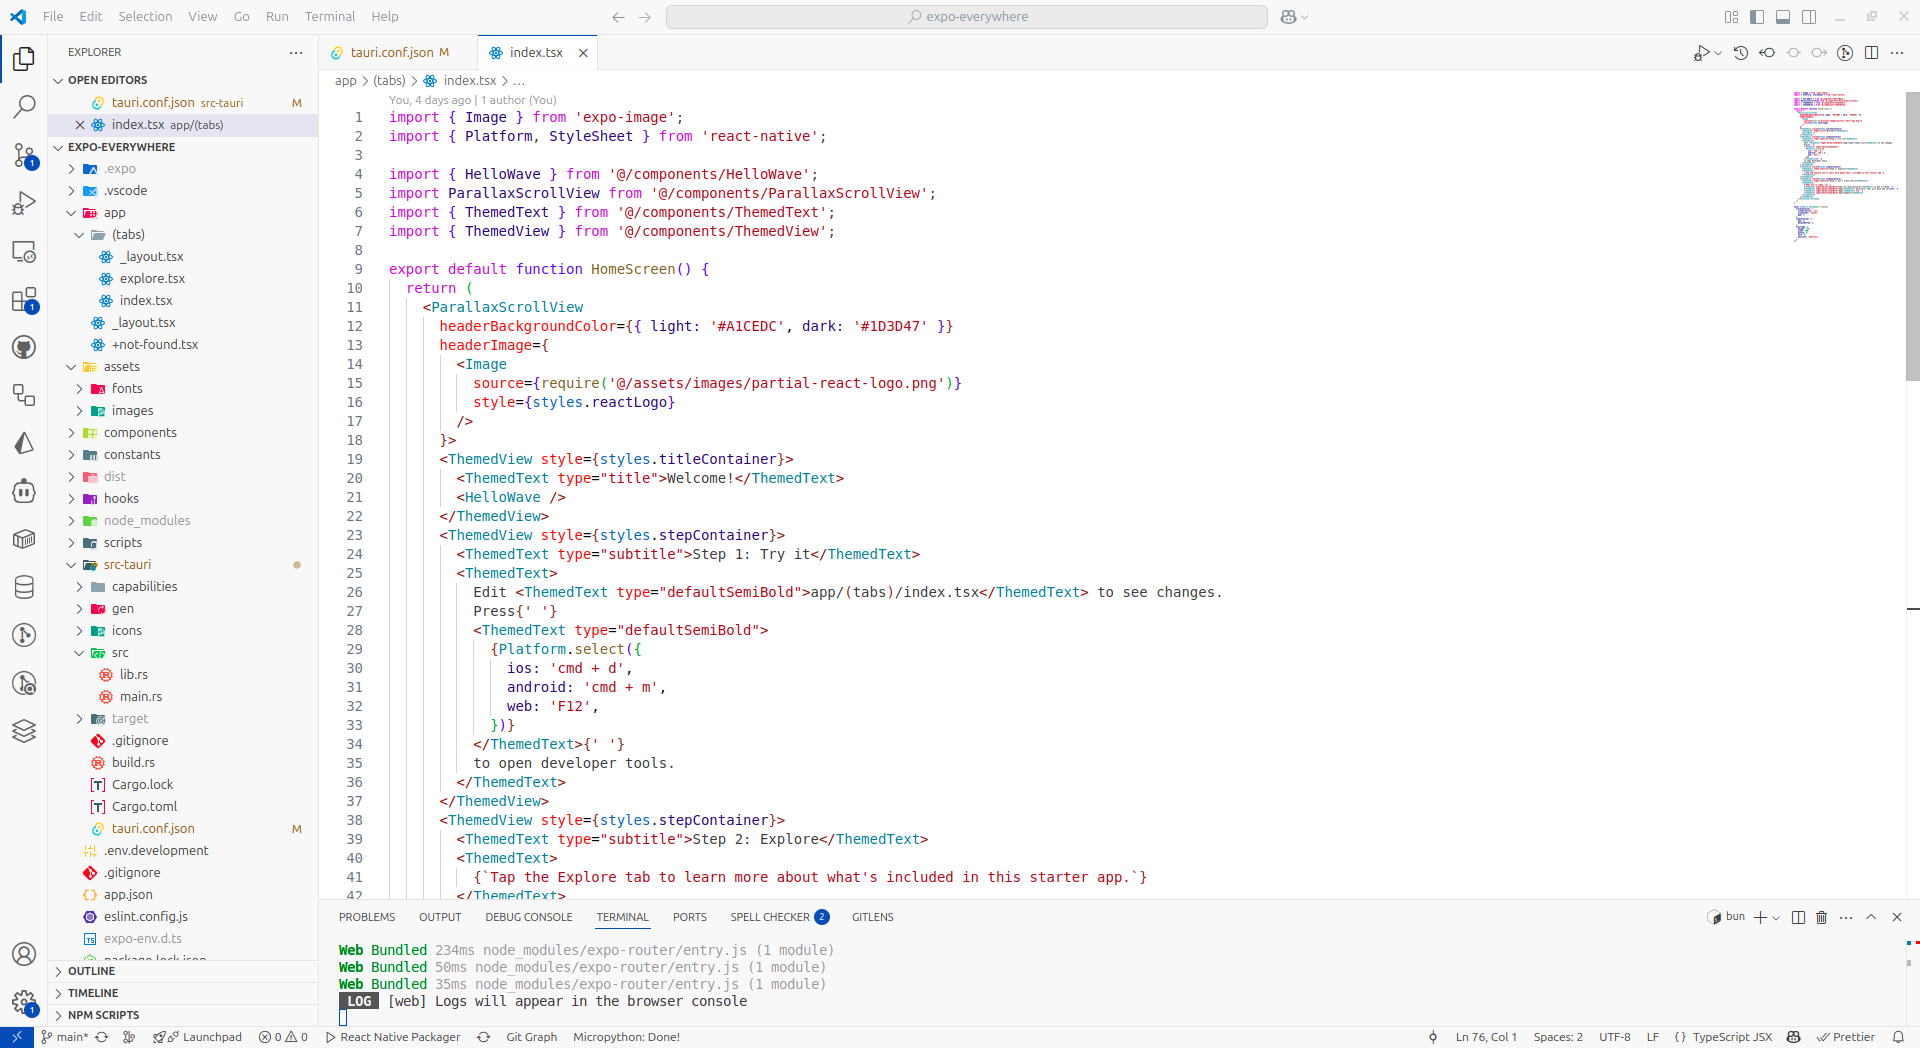 File Edit Selection View Go Run Terminal Help
expo-everywhere
EXPLORER
OPEN EDITORS
tauri.conf.json src-tauri M
index.tsx app/(tabs)
EXPO-EVERYWHERE
.expo
.vscode
app
(tabs)
_layout.tsx
explore.tsx
index.tsx
_layout.tsx
+not-found.tsx
assets
fonts
images
components
constants
dist
hooks
node_modules
scripts
src-tauri
capabilities
gen
icons
src
lib.rs
main.rs
target
.gitignore
build.rs
Cargo.lock
Cargo.toml
tauri.conf.json M
.env.development
.gitignore
app.json
eslint.config.js
expo-env.d.ts
package-lock.json
OUTLINE
TIMELINE
NPM SCRIPTS
1
1
1
tauri.conf.json M
index.tsx
app > (tabs) > index.tsx > ...
You, 4 days ago | 1 author (You)
1 import { Image } from 'expo-image';
2 import { Platform, StyleSheet } from 'react-native';
3
4 import { HelloWave } from '@/components/HelloWave';
5 import ParallaxScrollView from '@/components/ParallaxScrollView';
6 import { ThemedText } from '@/components/ThemedText';
7 import { ThemedView } from '@/components/ThemedView';
8
9 export default function HomeScreen() {
10 return (
11 <ParallaxScrollView
12 headerBackgroundColor={{ light: '#A1CEDC', dark: '#1D3D47' }}
13 headerImage={
14 <Image
15 source={require('@/assets/images/partial-react-logo.png')}
16 style={styles.reactLogo}
17 />
18 }>
19 <ThemedView style={styles.titleContainer}>
20 <ThemedText type="title">Welcome!</ThemedText>
21 <HelloWave />
22 </ThemedView>
23 <ThemedView style={styles.stepContainer}>
24 <ThemedText type="subtitle">Step 1: Try it</ThemedText>
25 <ThemedText>
26 Edit <ThemedText type="defaultSemiBold">app/(tabs)/index.tsx</ThemedText> to see changes.
27 Press{' '}
28 <ThemedText type="defaultSemiBold">
29 {Platform.select({
30 ios: 'cmd + d',
31 android: 'cmd + m',
32 web: 'F12',
33 })}
34 </ThemedText>{' '}
35 to open developer tools.
36 </ThemedText>
37 </ThemedView>
38 <ThemedView style={styles.stepContainer}>
39 <ThemedText type="subtitle">Step 2: Explore</ThemedText>
40 <ThemedText>
41 {`Tap the Explore tab to learn more about what's included in this starter app.`}
42 </ThemedText>
PROBLEMS OUTPUT DEBUG CONSOLE TERMINAL PORTS SPELL CHECKER 2 GITLENS
bun
Web Bundled 234ms node_modules/expo-router/entry.js (1 module)
Web Bundled 50ms node_modules/expo-router/entry.js (1 module)
Web Bundled 35ms node_modules/expo-router/entry.js (1 module)
LOG [web] Logs will appear in the browser console
main* Launchpad 0 0 React Native Packager Git Graph Micropython: Done! Ln 76, Col 1 Spaces: 2 UTF-8 LF {} TypeScript JSX Prettier